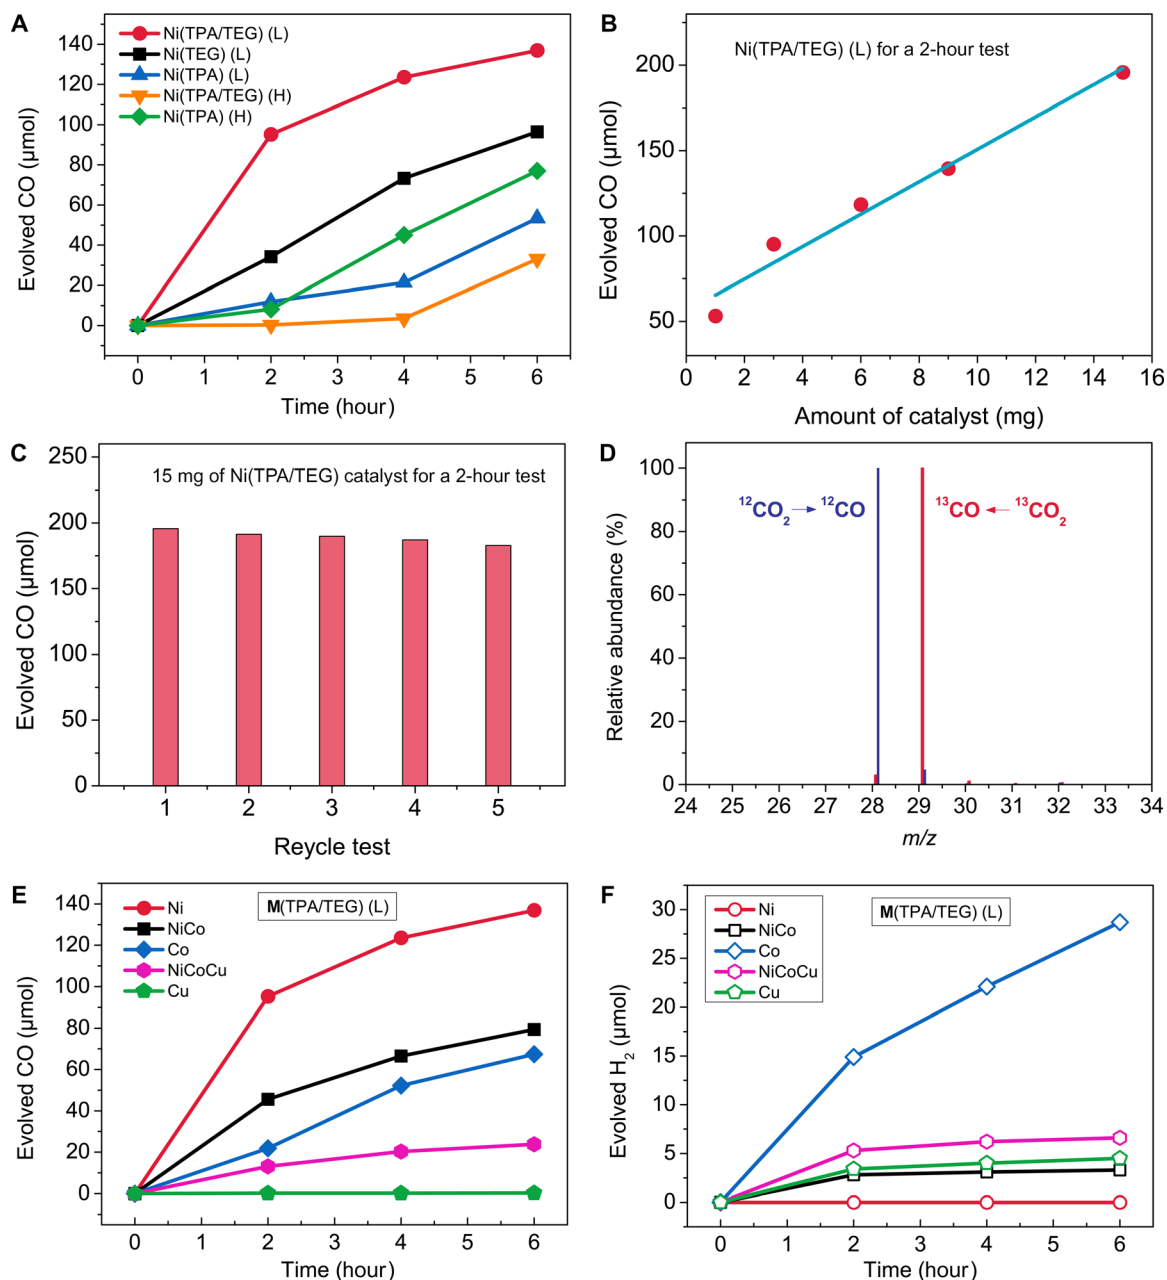 A
Ni(TPA/TEG) (L)
Ni(TEG) (L)
Ni(TPA) (L)
Ni(TPA/TEG) (H)
Ni(TPA) (H)
140
120
100
80
60
40
20
0
Evolved CO (μmol)
0 1 2 3 4 5 6
Time (hour)
B
Ni(TPA/TEG) (L) for a 2-hour test
200
150
100
50
Evolved CO (μmol)
0 2 4 6 8 10 12 14 16
Amount of catalyst (mg)
C
15 mg of Ni(TPA/TEG) catalyst for a 2-hour test
250
200
150
100
50
0
Evolved CO (μmol)
1 2 3 4 5
Reycle test
D
¹²CO₂ → ¹²CO
¹³CO ← ¹³CO₂
100
80
60
40
20
0
Relative abundance (%)
24 25 26 27 28 29 30 31 32 33 34
m/z
E
M(TPA/TEG) (L)
Ni
NiCo
Co
NiCoCu
Cu
140
120
100
80
60
40
20
0
Evolved CO (μmol)
0 1 2 3 4 5 6
Time (hour)
F
M(TPA/TEG) (L)
Ni
NiCo
Co
NiCoCu
Cu
30
25
20
15
10
5
0
Evolved H₂ (μmol)
0 1 2 3 4 5 6
Time (hour)